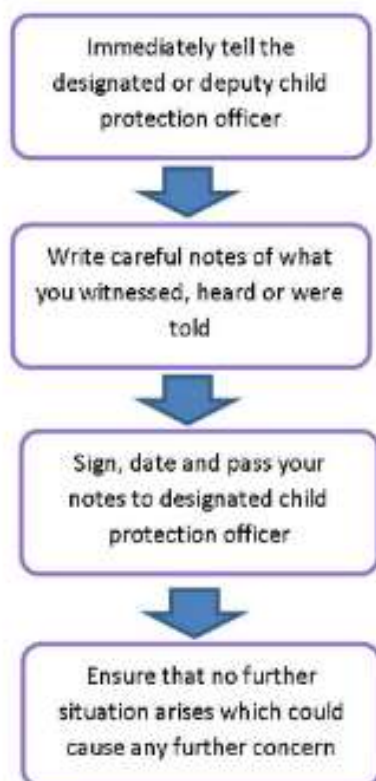 Immediately tell the
designated or deputy child
protection officer
Write careful notes of what
you witnessed, heard or were
told
Sign, date and pass your
notes to designated child
protection officer
Ensure that no further
situation arises which could
cause any further concern